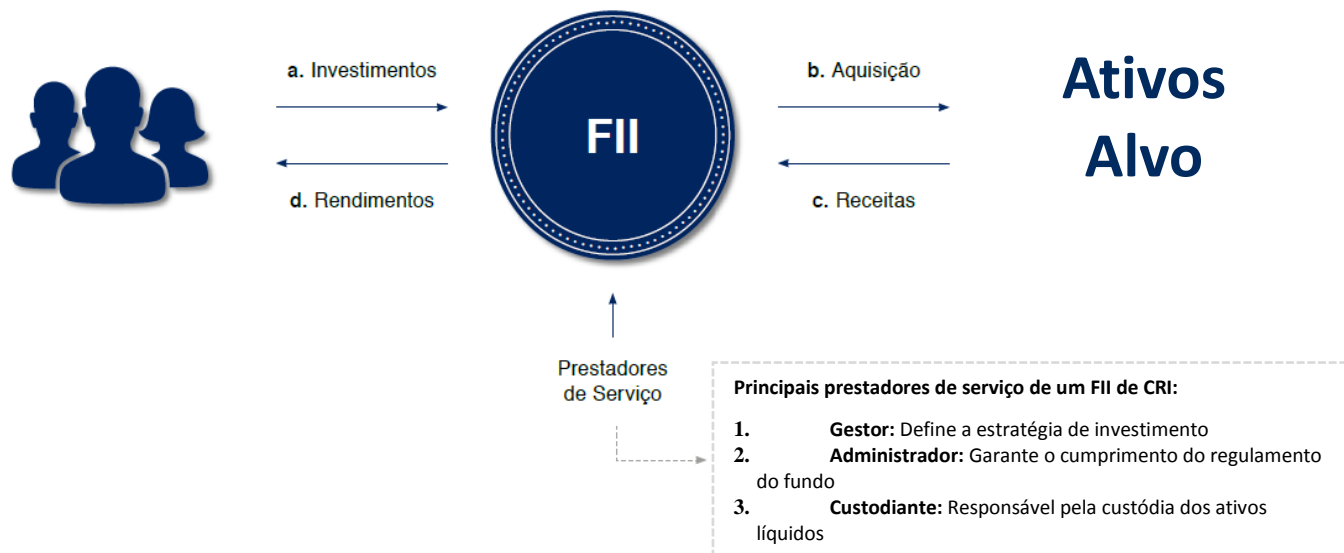 a. Investimentos
b. Aquisição
Ativos
Alvo
FII
d. Rendimentos
c. Receitas
Prestadores
de Serviço
Principais prestadores de serviço de um FII de CRI:
1. Gestor: Define a estratégia de investimento
2. Administrador: Garante o cumprimento do regulamento
do fundo
3. Custodiante: Responsável pela custódia dos ativos
líquidos